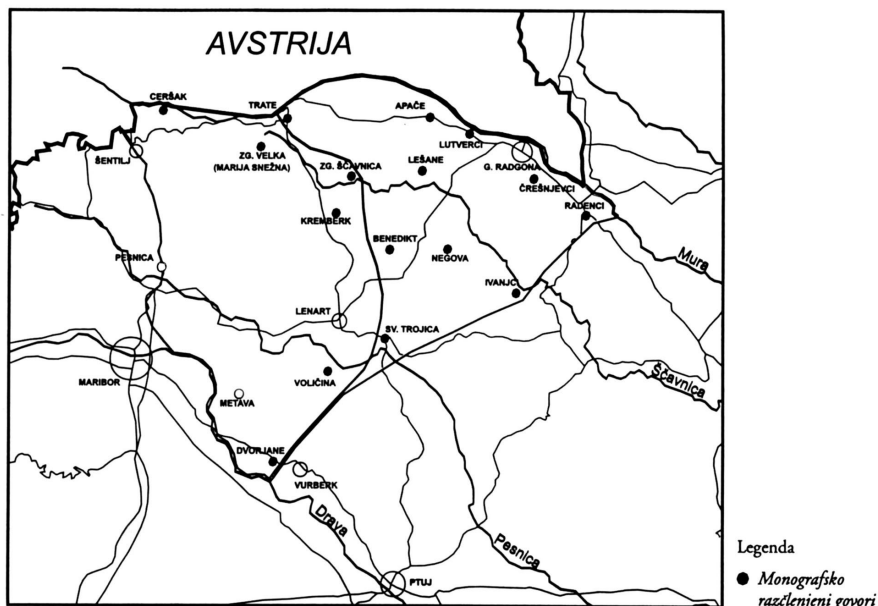 AVSTRIJA
CERŠAK
TRATE
APAČE
LUTVERCI
ŠENTILJ
ZG. VELKA
(MARIJA SNEŽNA)
ZG. ŠČAVNICA
LEŠANE
G. RADGONA
ČREŠNJEVCI
RADENCI
KREMBERK
BENEDIKT
NEGOVA
Mura
PESNICA
IVANJCI
LENART
SV. TROJICA
Ščavnica
MARIBOR
VOLIČINA
METAVA
DVORJANE
VURBERK
Drava
Pesnica
PTUJ
Legenda
Monografsko
razčlenjeni govori